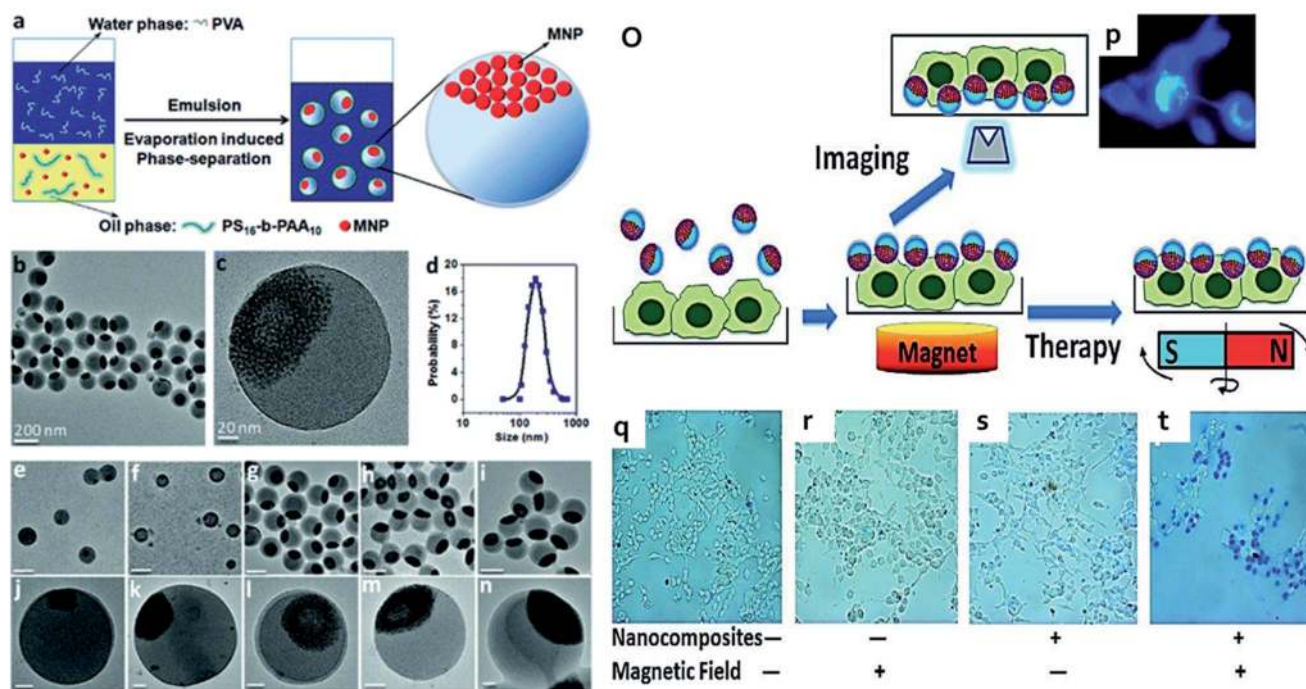 a
Water phase: PVA
Emulsion
Evaporation induced
Phase-separation
MNP
Oil phase: PS₁₆-b-PAA₁₀ MNP
b
200 nm
c
20 nm
d
Probability (%)
20
16
12
8
4
0
10 100 1000
Size (nm)
e f g h i
j k l m n
O
p
Imaging
Magnet
Therapy
S N
q r s t
Nanocomposites — — + +
Magnetic Field — + — +